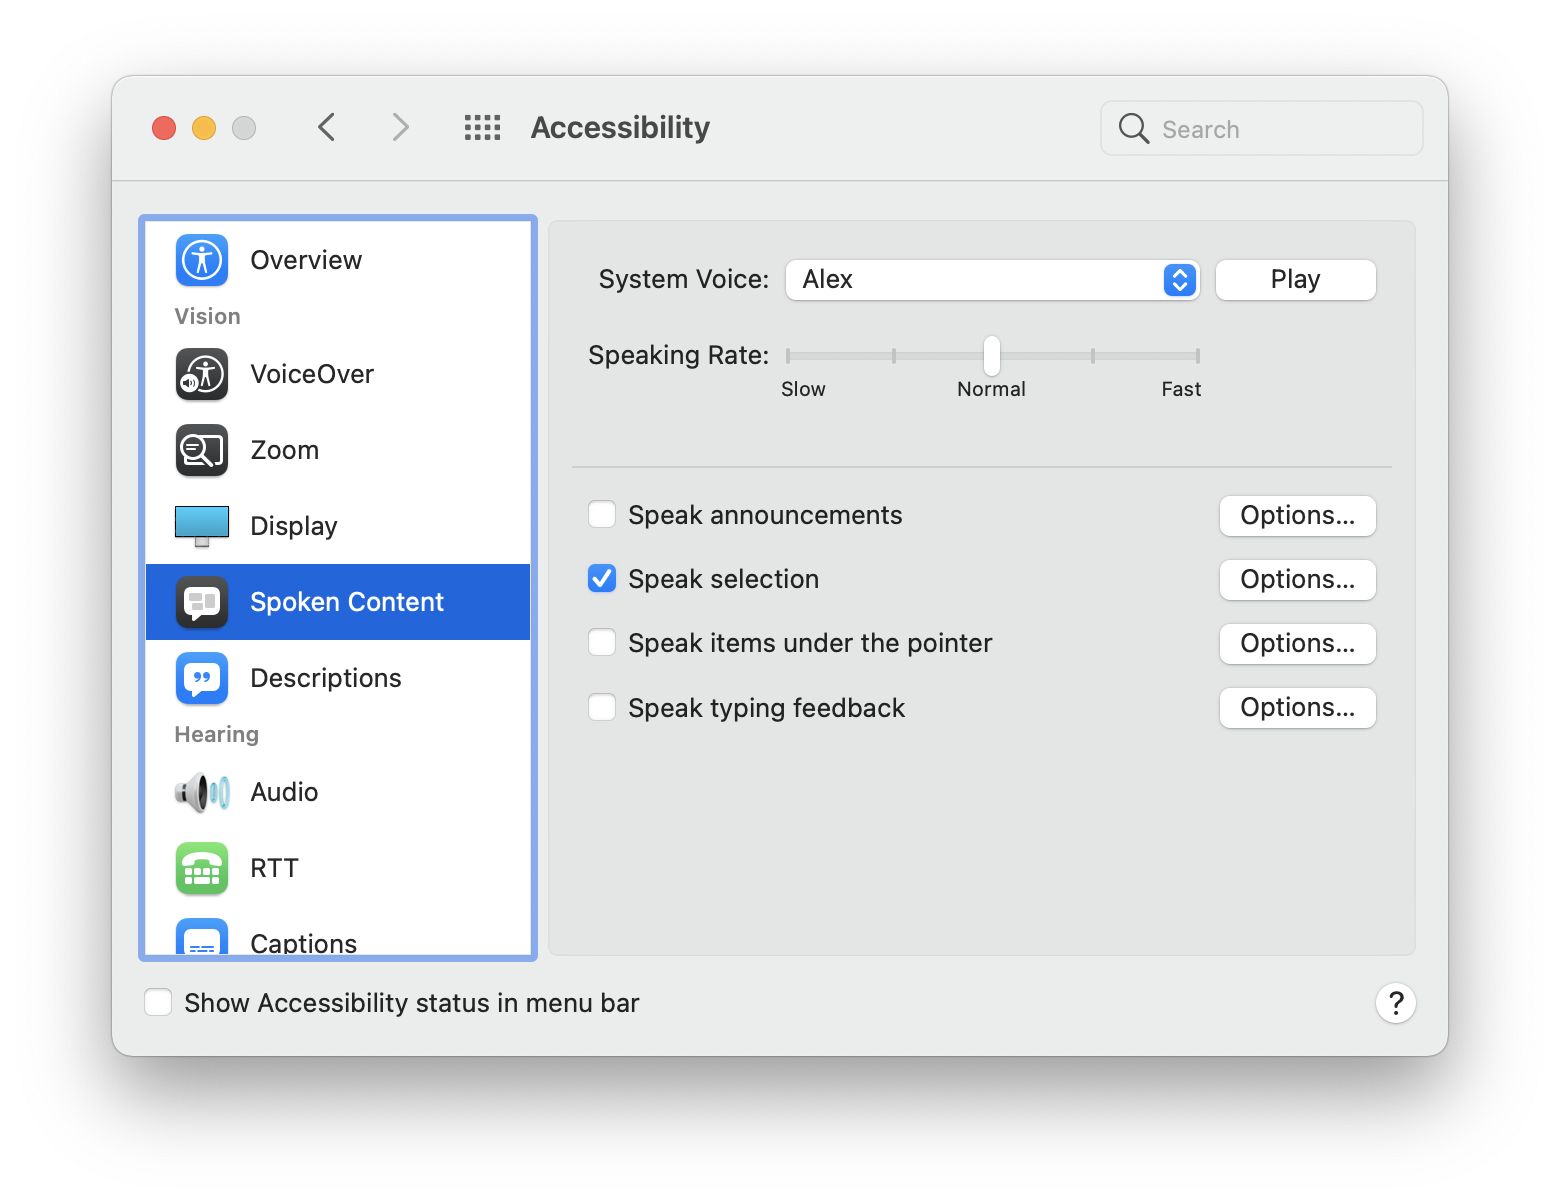 Accessibility
Search
Overview
Vision
VoiceOver
Zoom
Display
Spoken Content
Descriptions
Hearing
Audio
RTT
Captions
System Voice: Alex Play
Speaking Rate:
Slow Normal Fast
Speak announcements Options...
Speak selection Options...
Speak items under the pointer Options...
Speak typing feedback Options...
Show Accessibility status in menu bar ?